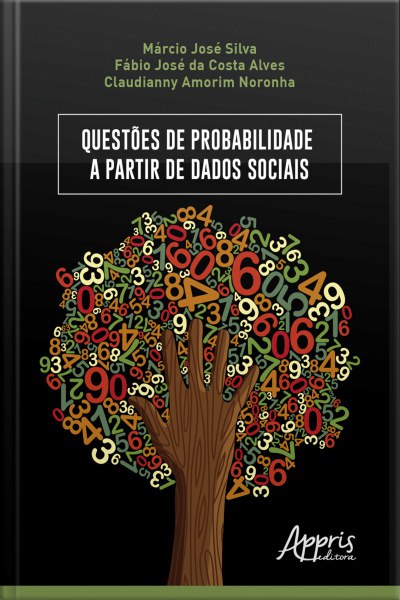 Márcio José Silva
Fábio José da Costa Alves
Claudianny Amorim Noronha
QUESTÕES DE PROBABILIDADE
A PARTIR DE DADOS SOCIAIS
Appris
editora